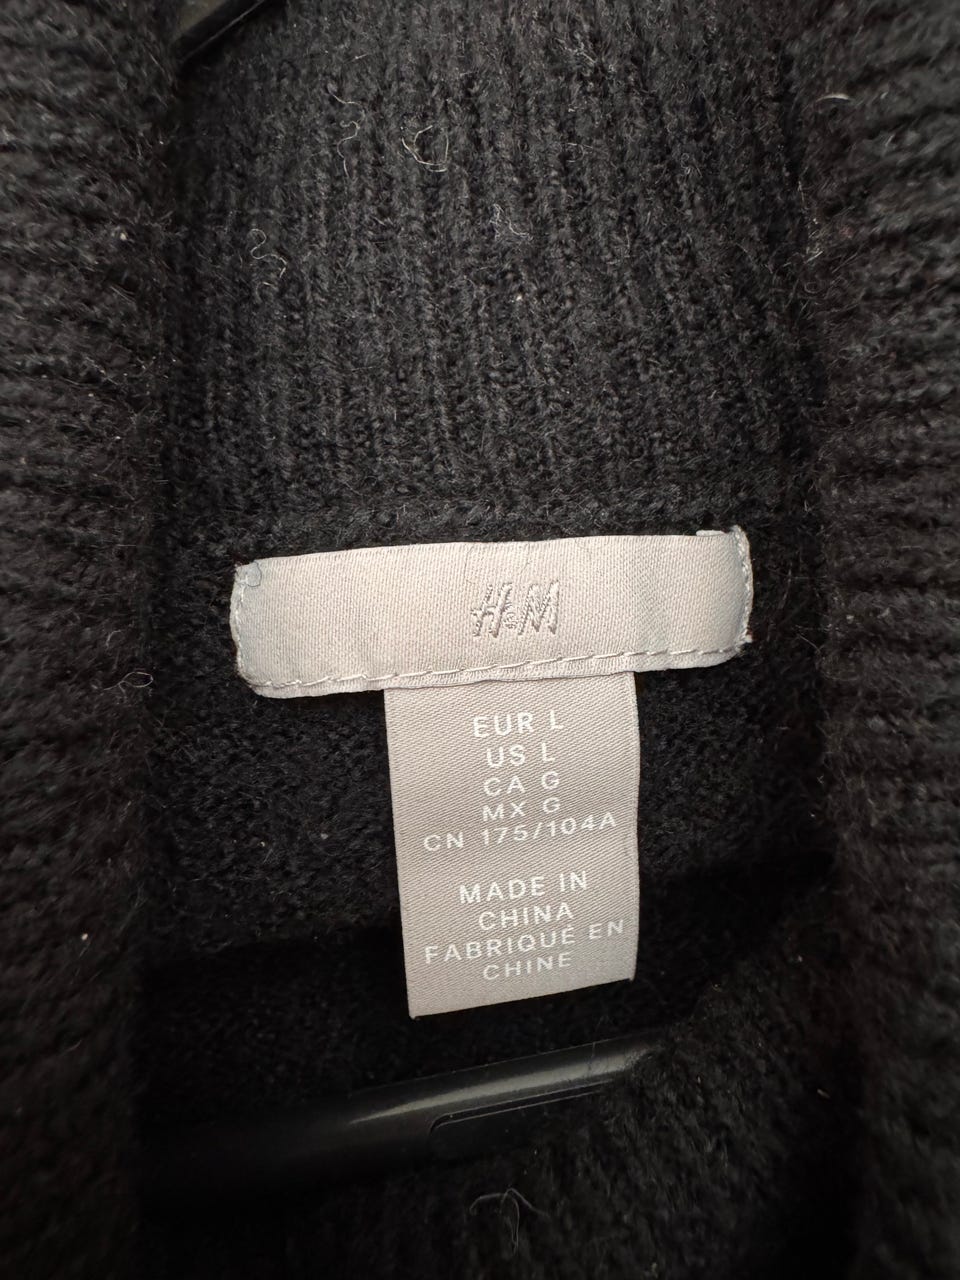 H&M
EUR L
US L
CA G
MX G
CN 175/104A
MADE IN
CHINA
FABRIQUÉ EN
CHINE